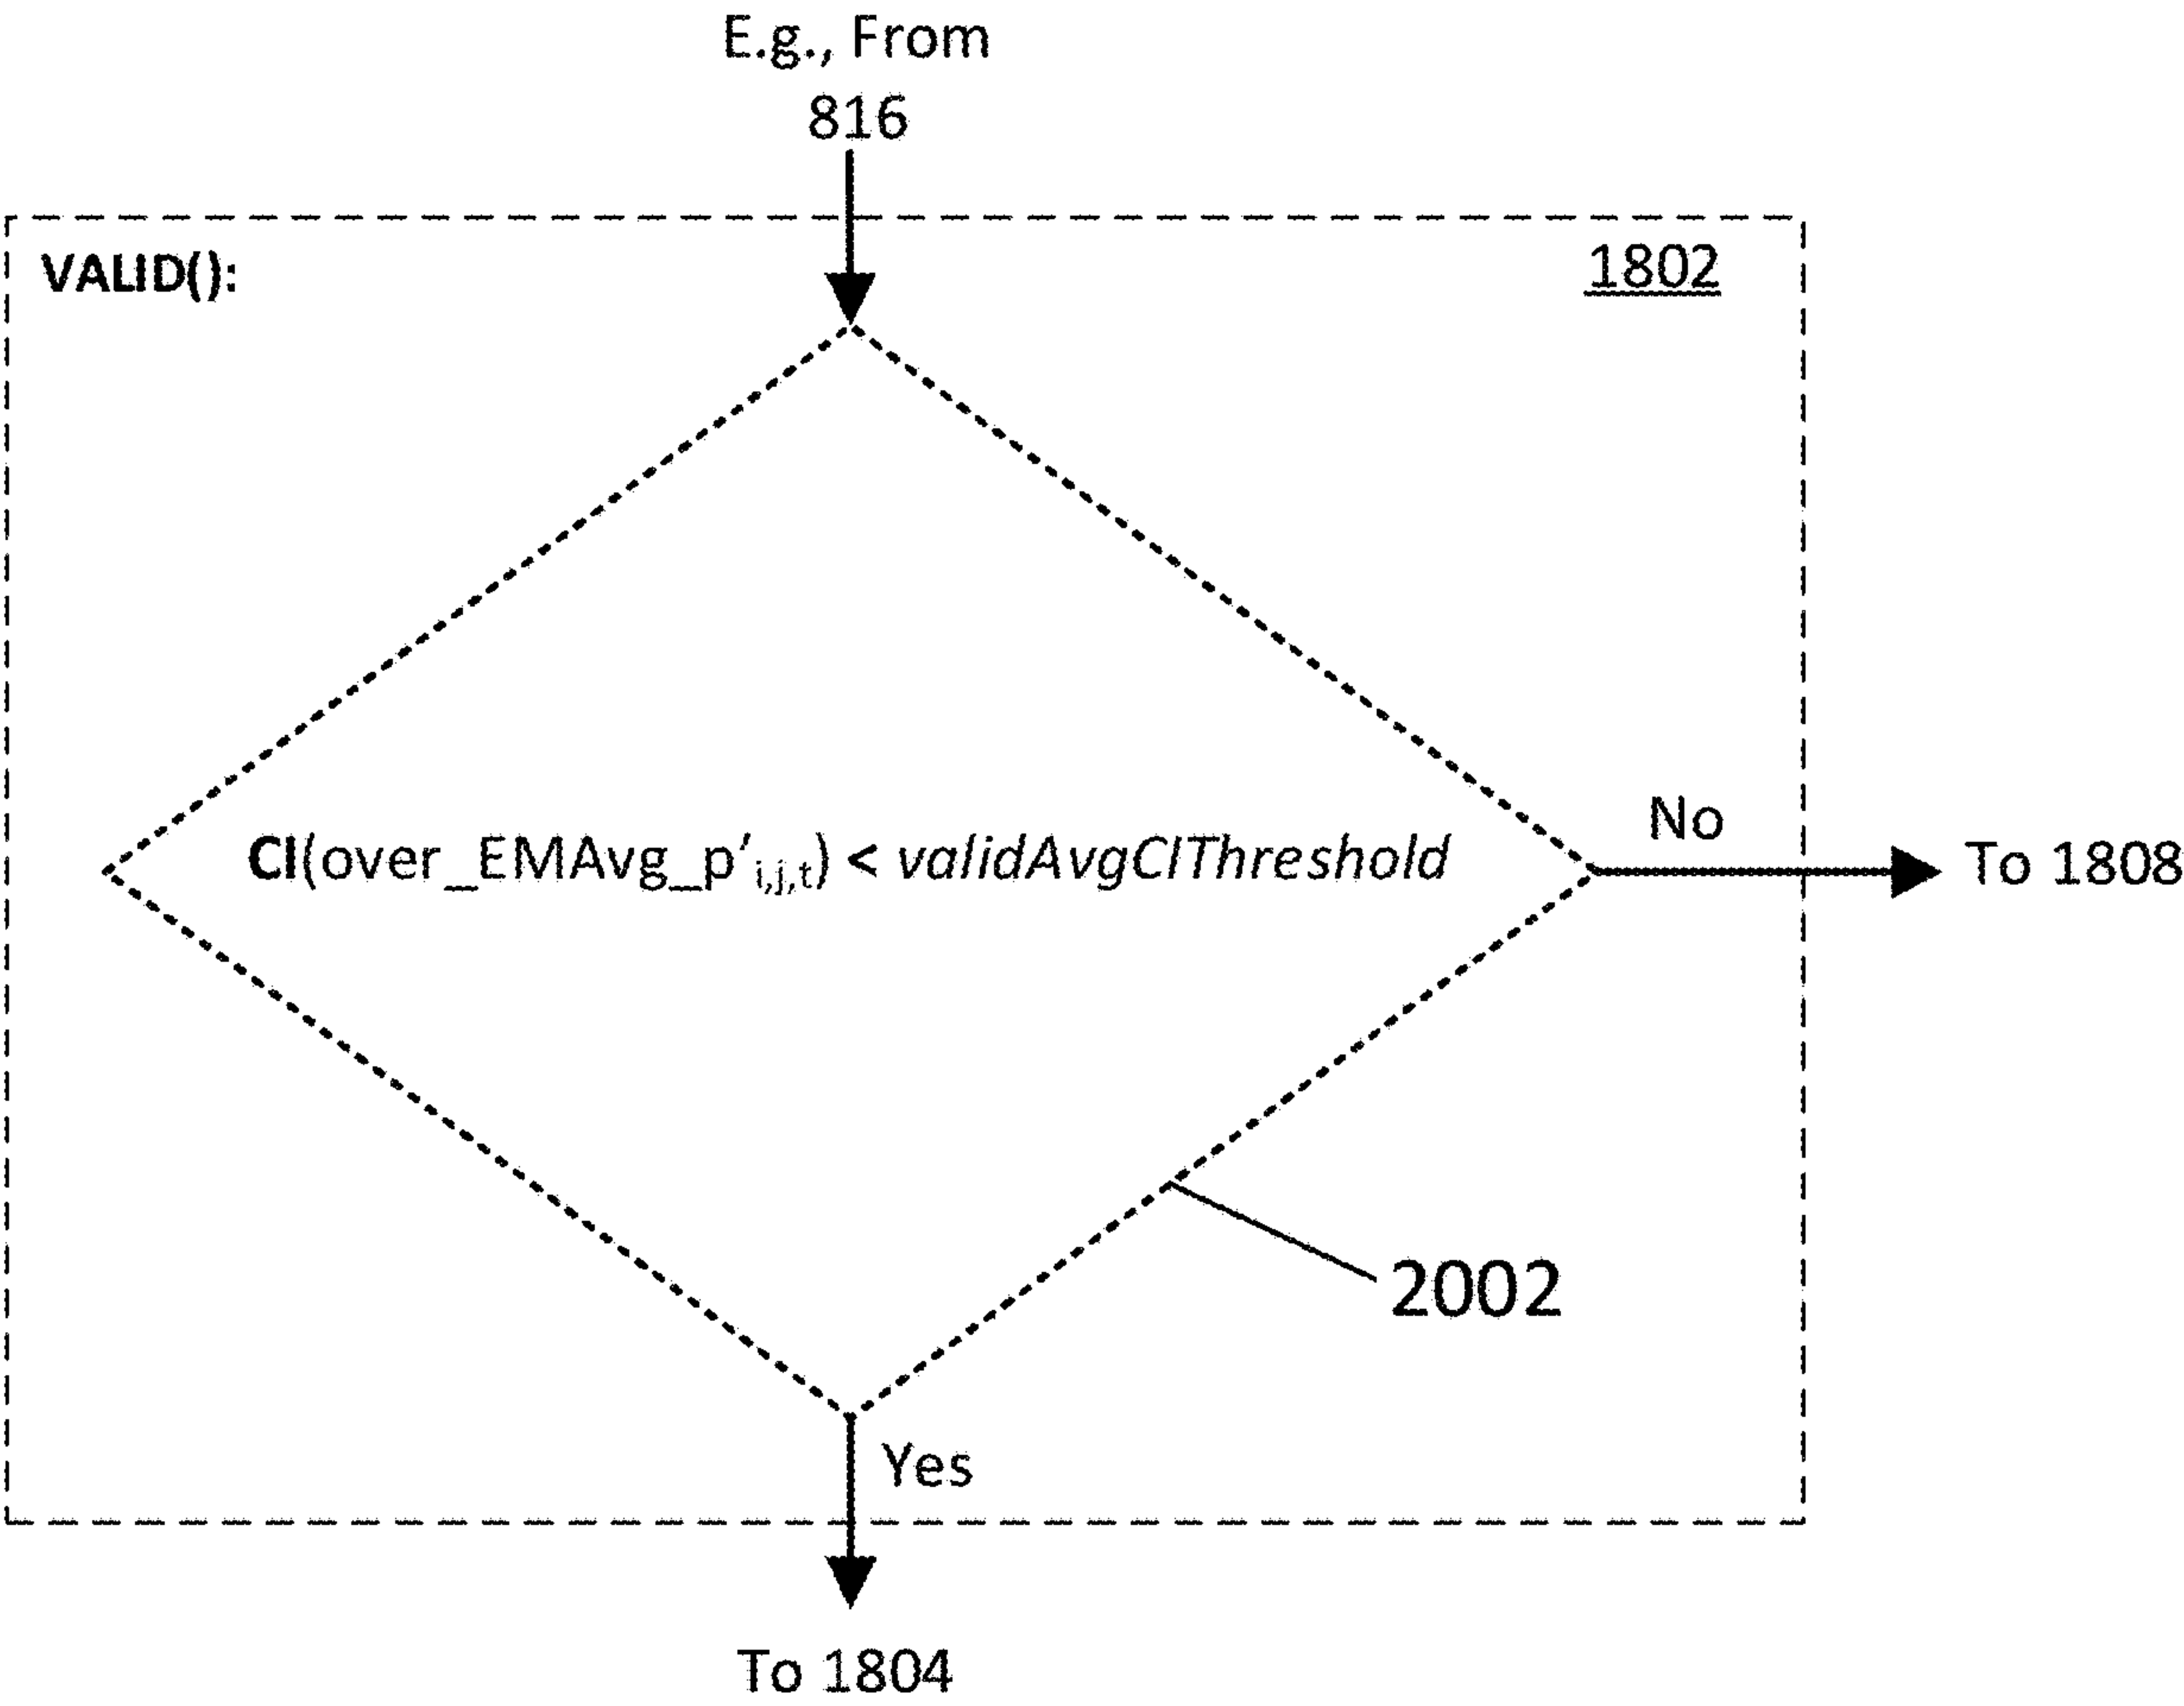 E.g., From
816
VALID():
1802
CI(over_EMAvg_p′i,j,t) < validAvgCIThreshold
No
To 1808
2002
Yes
To 1804